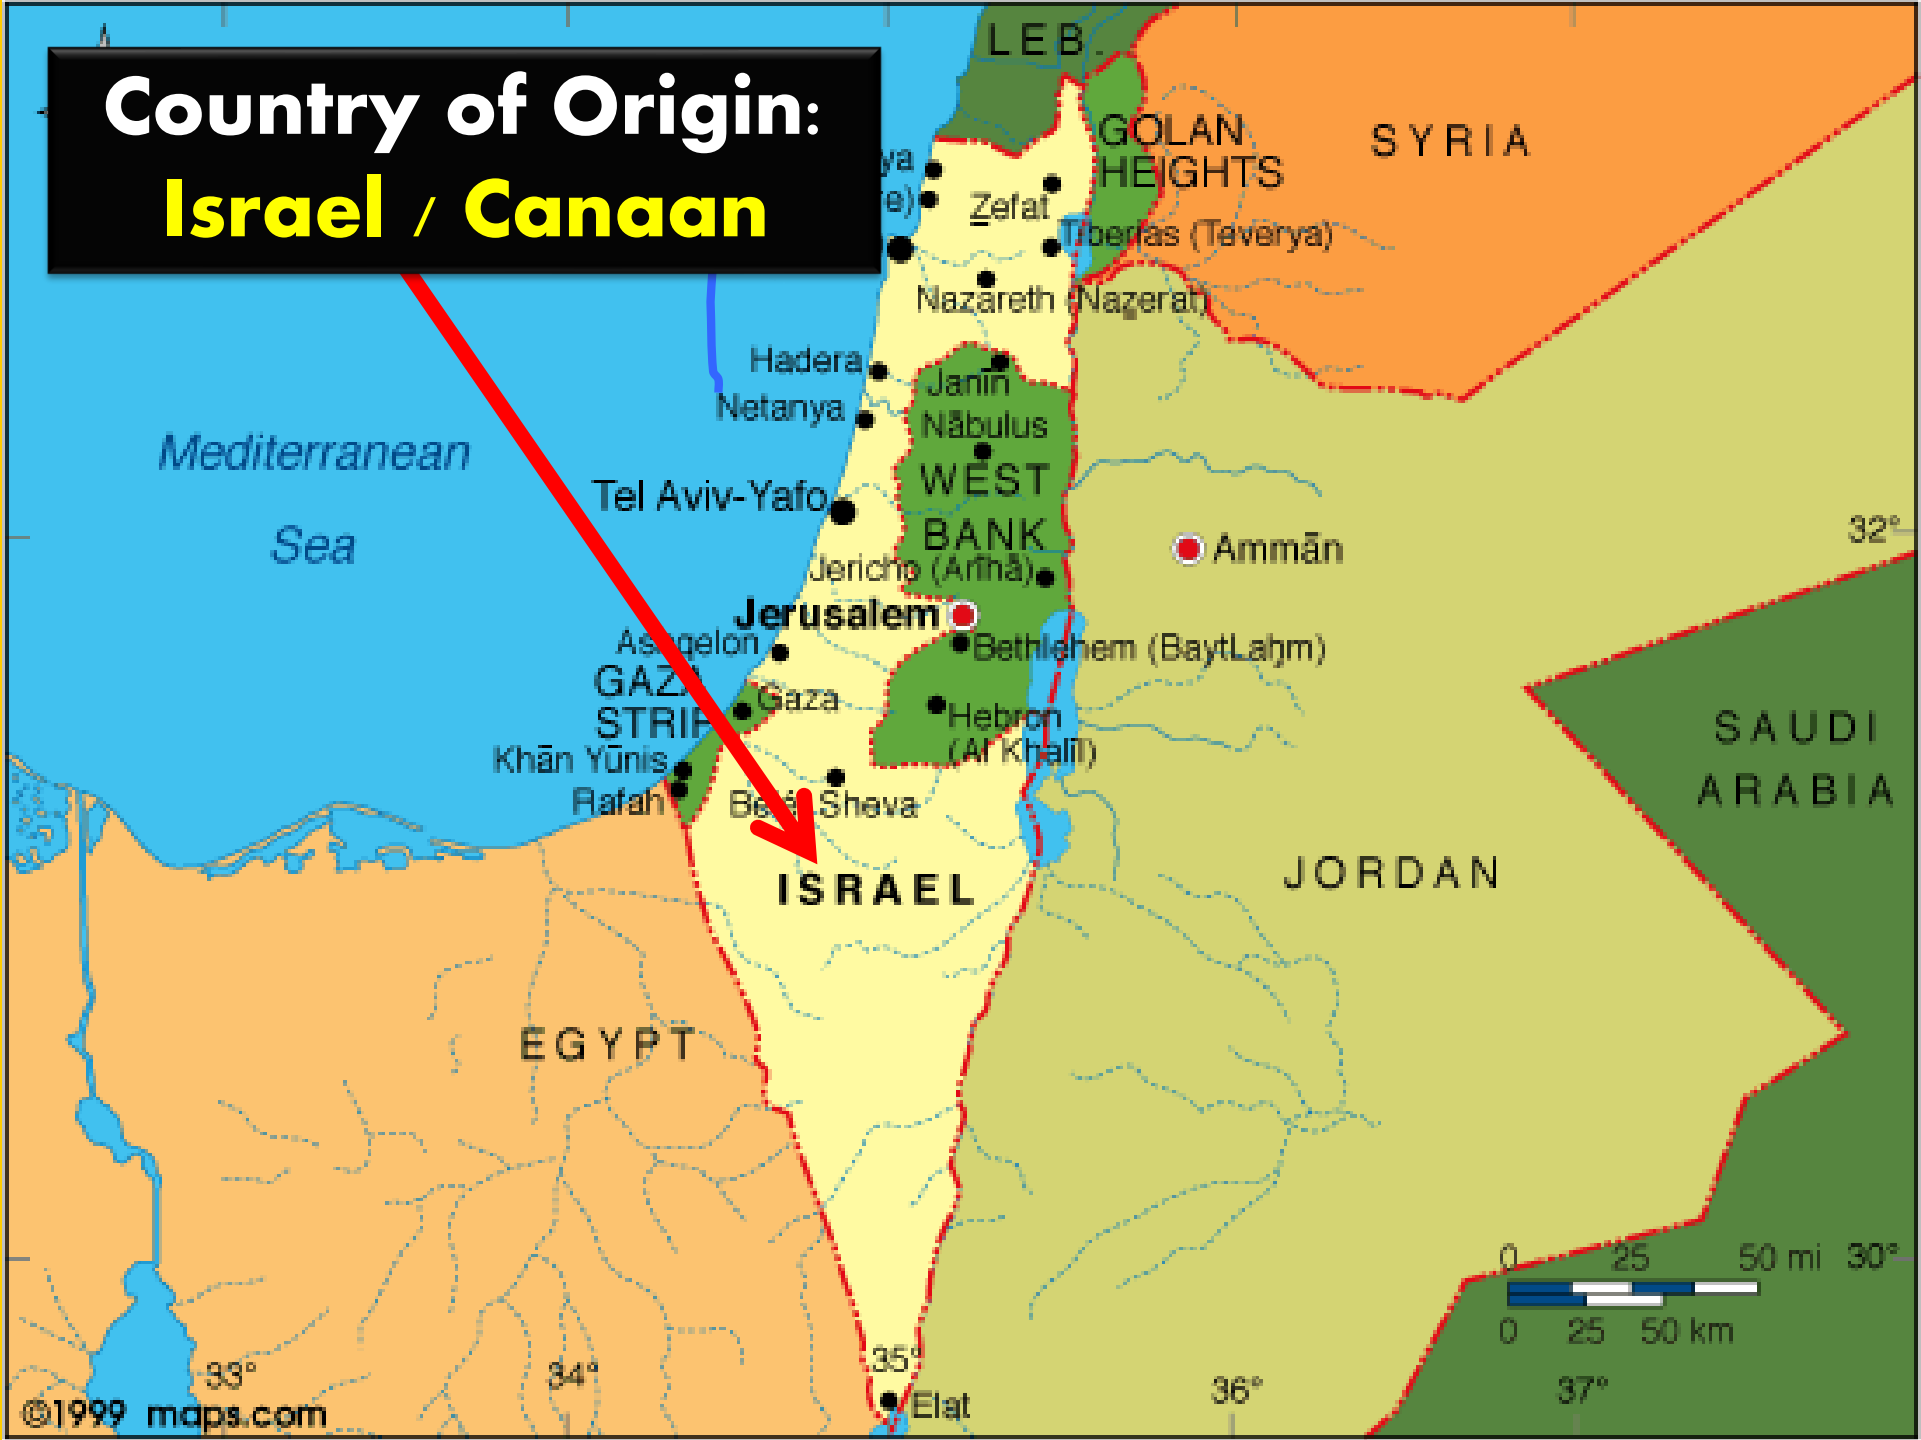 Country of Origin:
Israel / Canaan
LEB.
GOLAN
HEIGHTS
SYRIA
ya
e)
Zefat
Tiberias (Teverya)
Nazareth (Nazerat)
Hadera
Janin
Netanya
Nābulus
WEST
BANK
Mediterranean
Sea
Tel Aviv-Yafo
Jericho (Arīhā)
'Ammān
32°
Jerusalem
Bethlehem (BaytLaḥm)
GAZA
STRIP
Gaza
Hebron
(Al Khalīl)
Khān Yūnis
Rafah
Sheva
ISRAEL
JORDAN
SAUDI
ARABIA
EGYPT
0 25 50 mi
30°
0 25 50 km
33°
34°
35°
36°
37°
Elat
©1999 maps.com